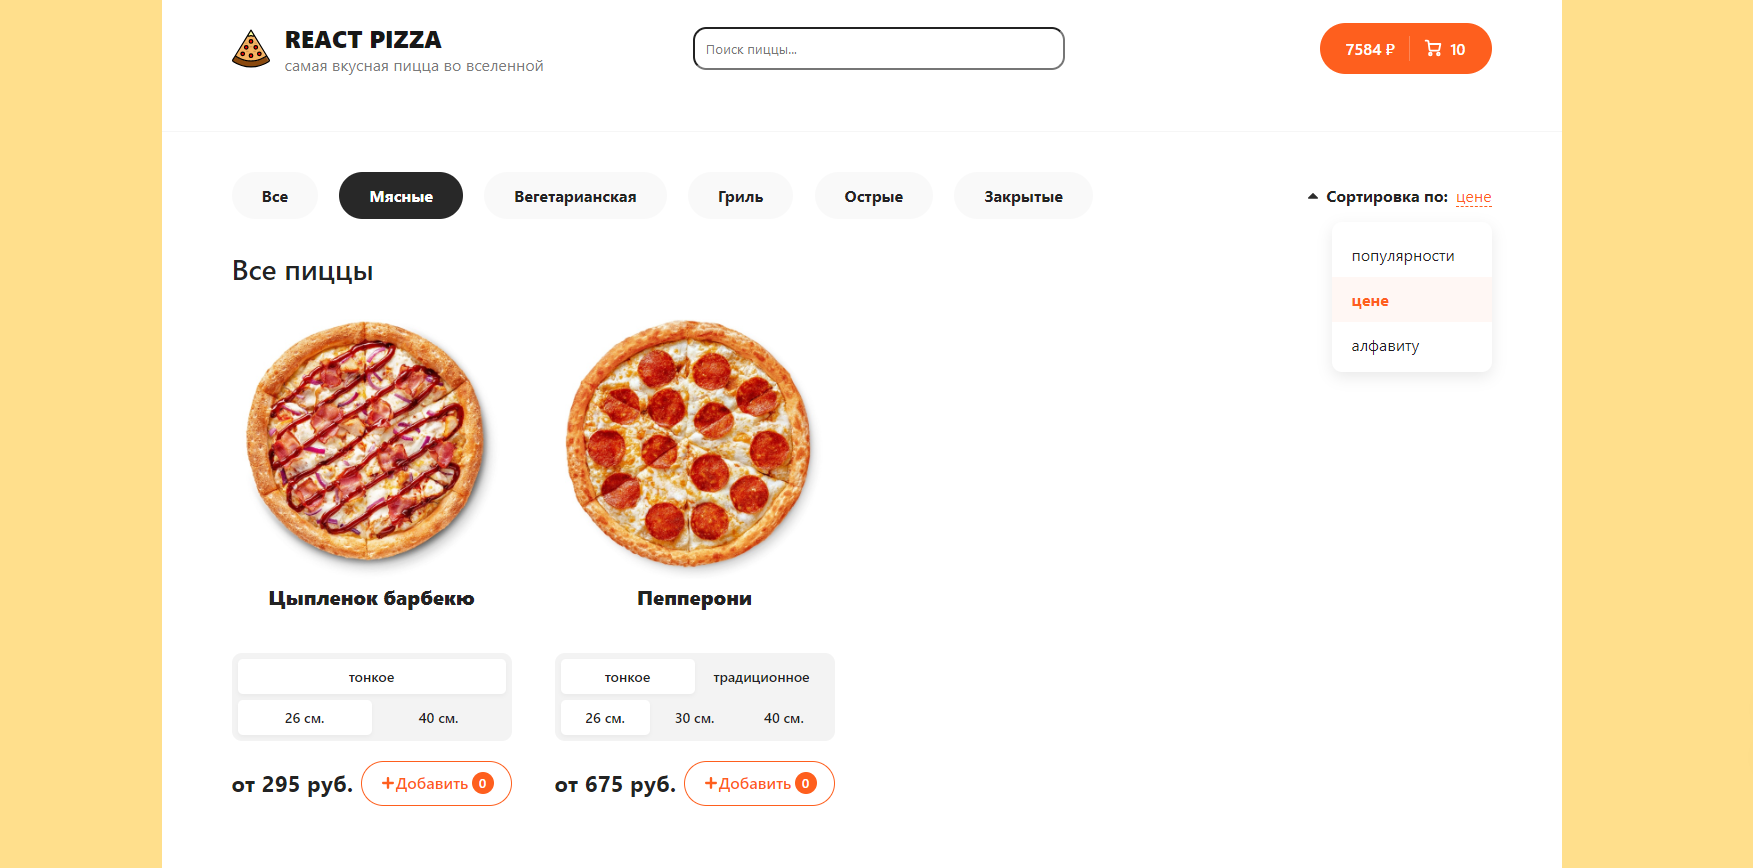 REACT PIZZA
самая вкусная пицца во вселенной
Поиск пиццы...
7584 ₽ 10
Все Мясные Вегетарианская Гриль Острые Закрытые
Сортировка по: цене
популярности
цене
алфавиту
Все пиццы
Цыпленок барбекю
тонкое
26 см. 40 см.
от 295 руб. +Добавить 0
Пепперони
тонкое традиционное
26 см. 30 см. 40 см.
от 675 руб. +Добавить 0